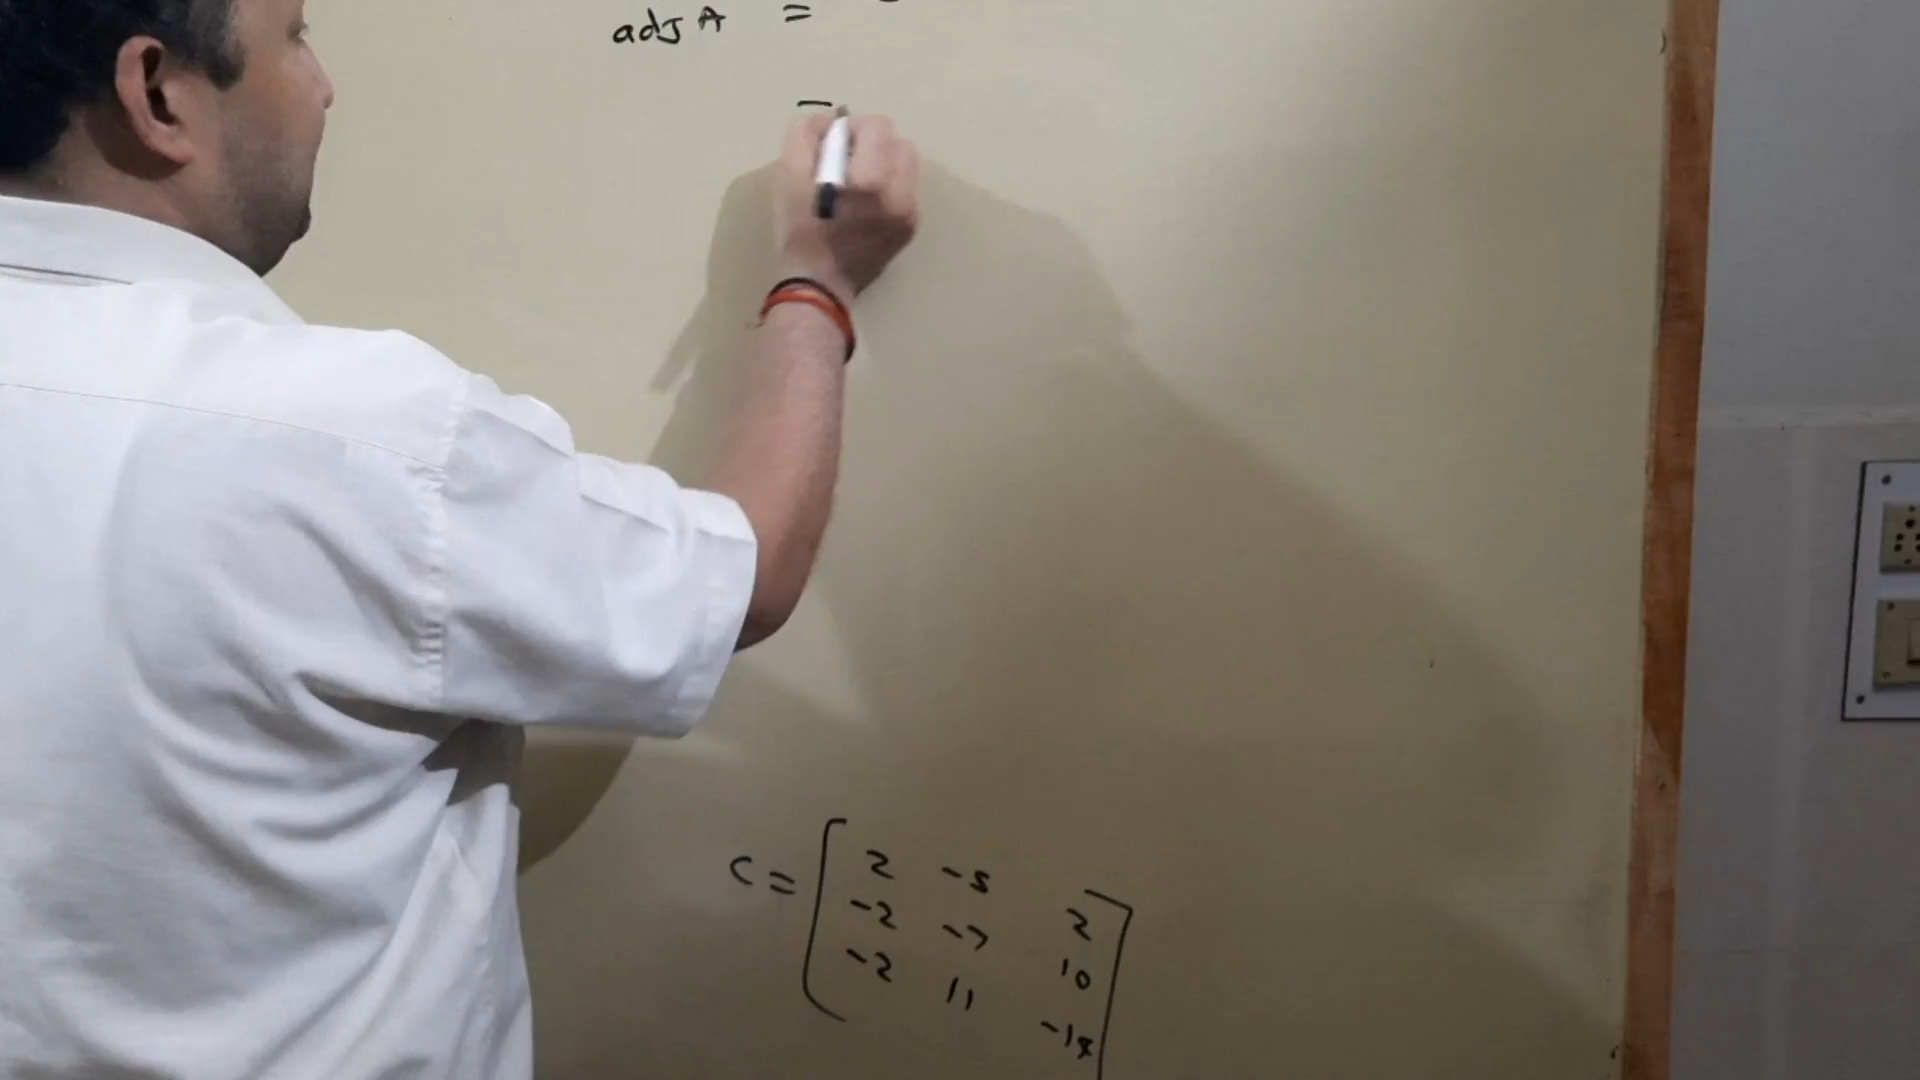 adj A =
C = [ 2 -5 2
-2 -7 10
-2 11 -18 ]